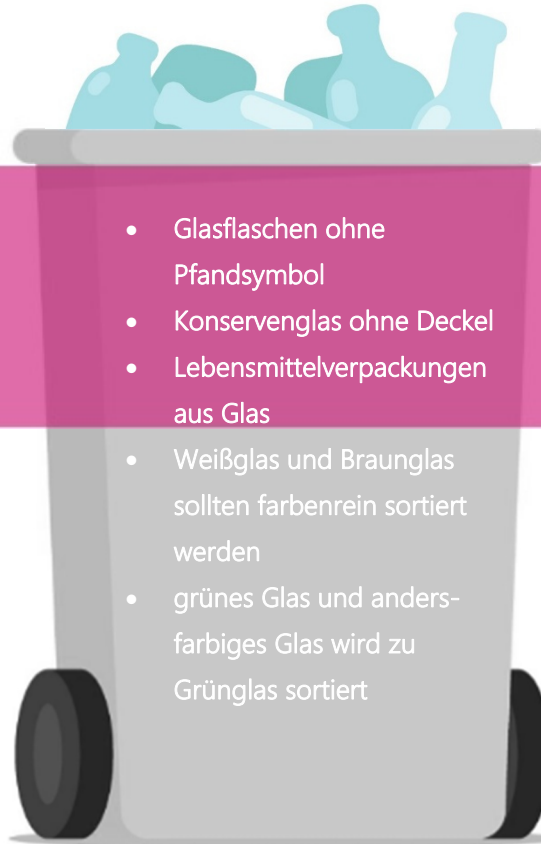 • Glasflaschen ohne
Pfandsymbol
• Konservenglas ohne Deckel
• Lebensmittelverpackungen
aus Glas
• Weißglas und Braunglas
sollten farbenrein sortiert
werden
• grünes Glas und anders-
farbiges Glas wird zu
Grünglas sortiert